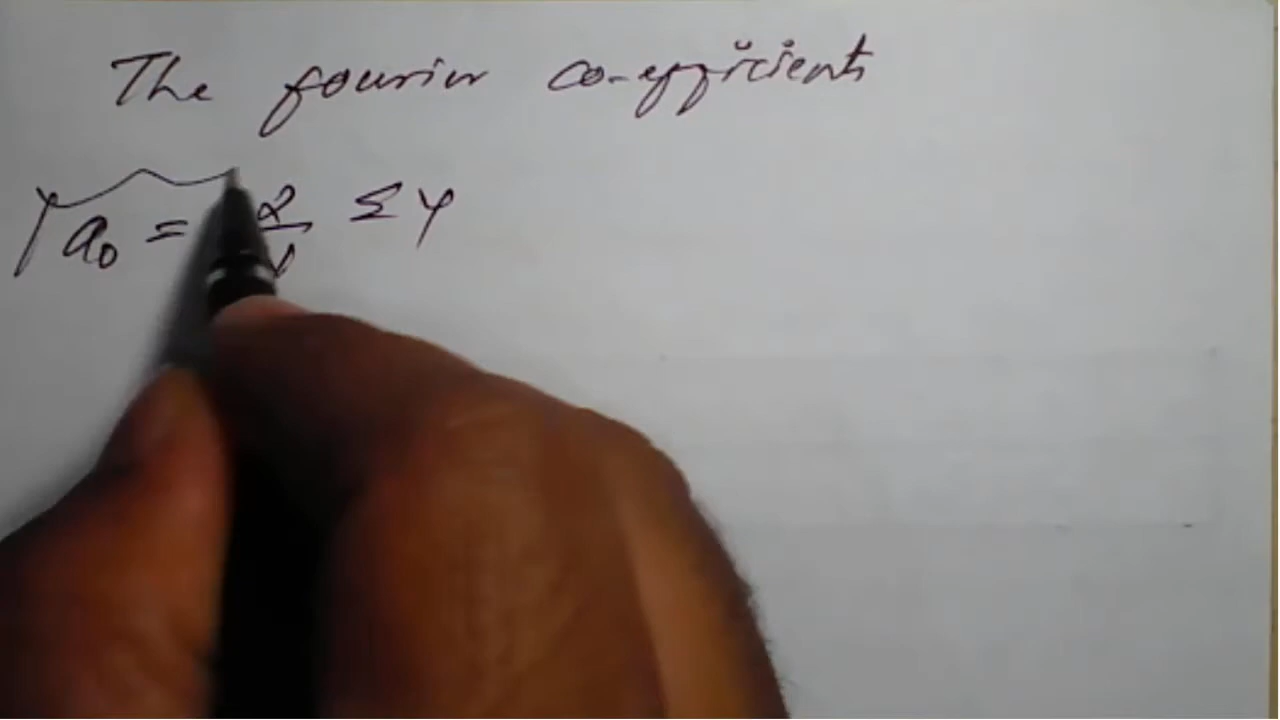 The fourier co-efficients
a₀ = 2/N Σ y